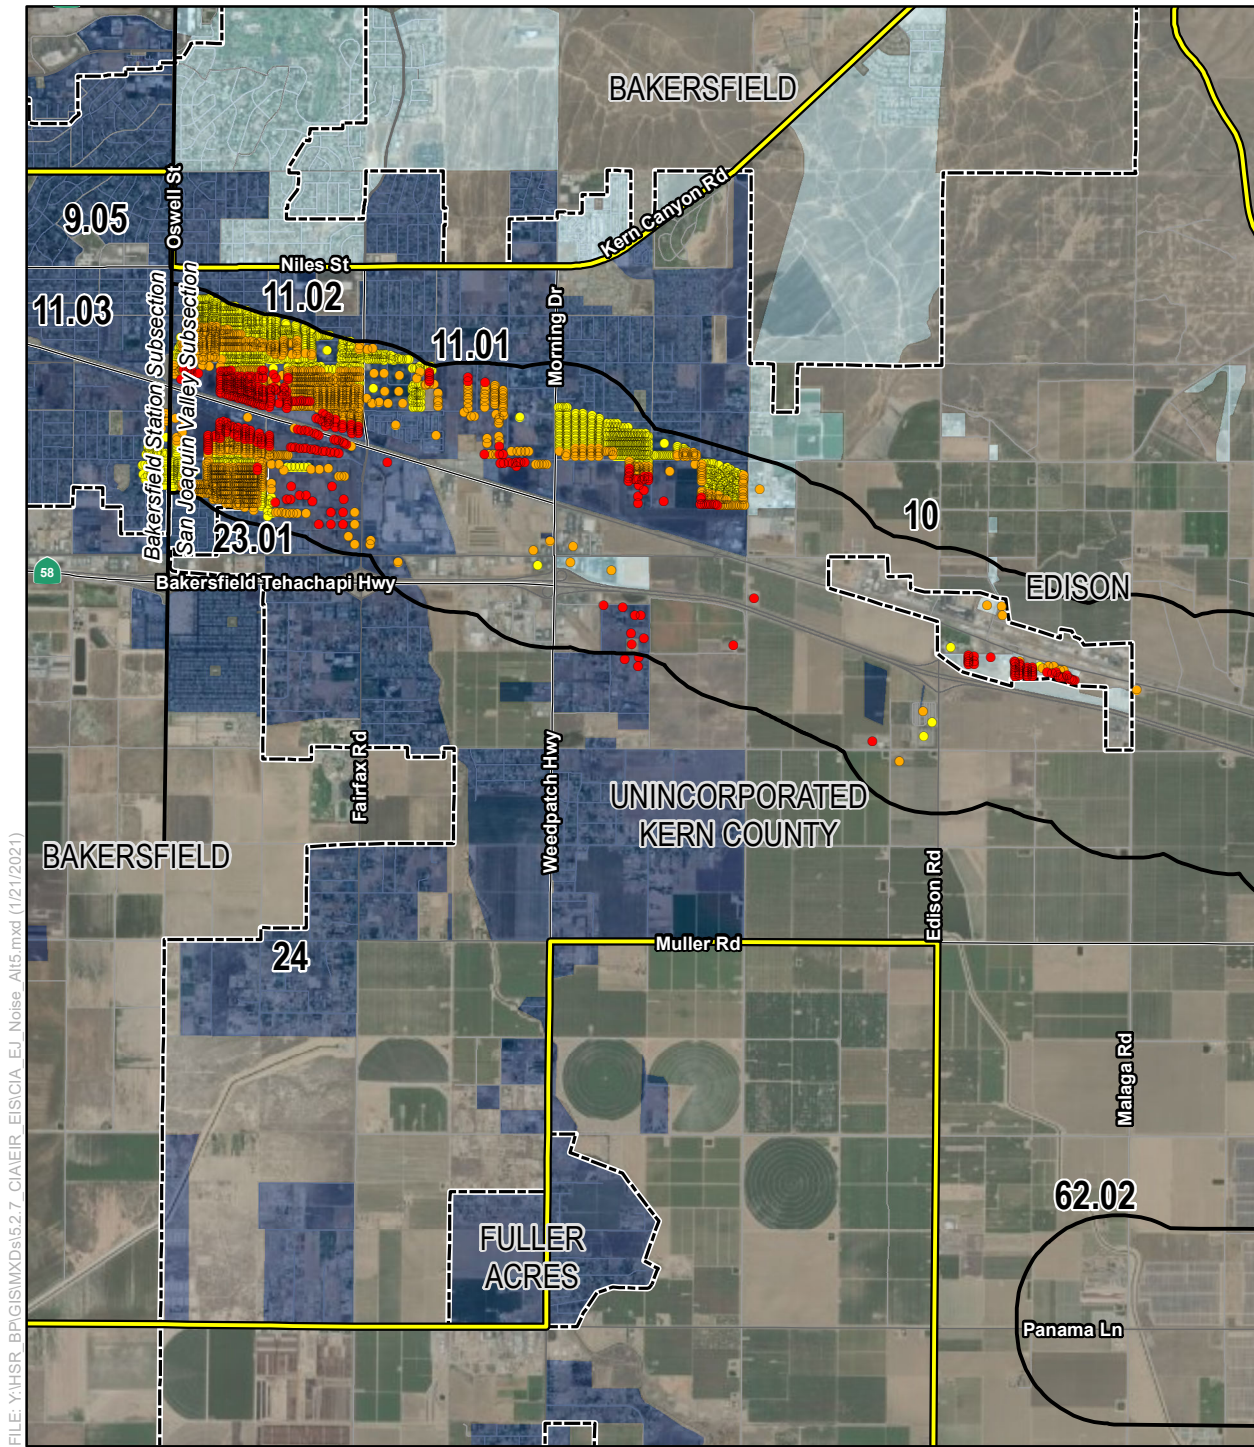 BAKERSFIELD
Oswell St
Kern Canyon Rd
9.05
Niles St
11.02
11.03
11.01
Morning Dr
Bakersfield Station Subsection
San Joaquin Valley Subsection
10
23.01
58
Bakersfield Tehachapi Hwy
EDISON
Fairfax Rd
Weedpatch Hwy
UNINCORPORATED
KERN COUNTY
BAKERSFIELD
Edison Rd
24
Muller Rd
Malaga Rd
62.02
FULLER
ACRES
Panama Ln
FILE: Y:\HSR_BP\GIS\MXDs\5.2.7_CIA\EIR_EIS\CIA_EJ_Noise_Alt5.mxd (1/21/2021)